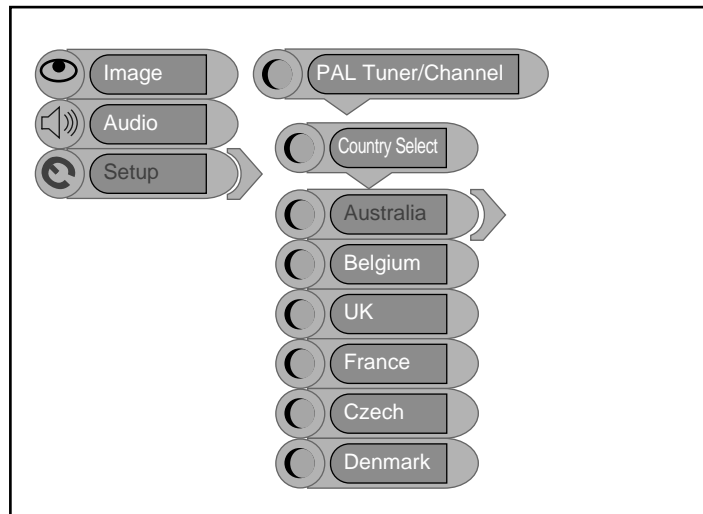 Image
Audio
Setup
PAL Tuner/Channel
Country Select
Australia
Belgium
UK
France
Czech
Denmark